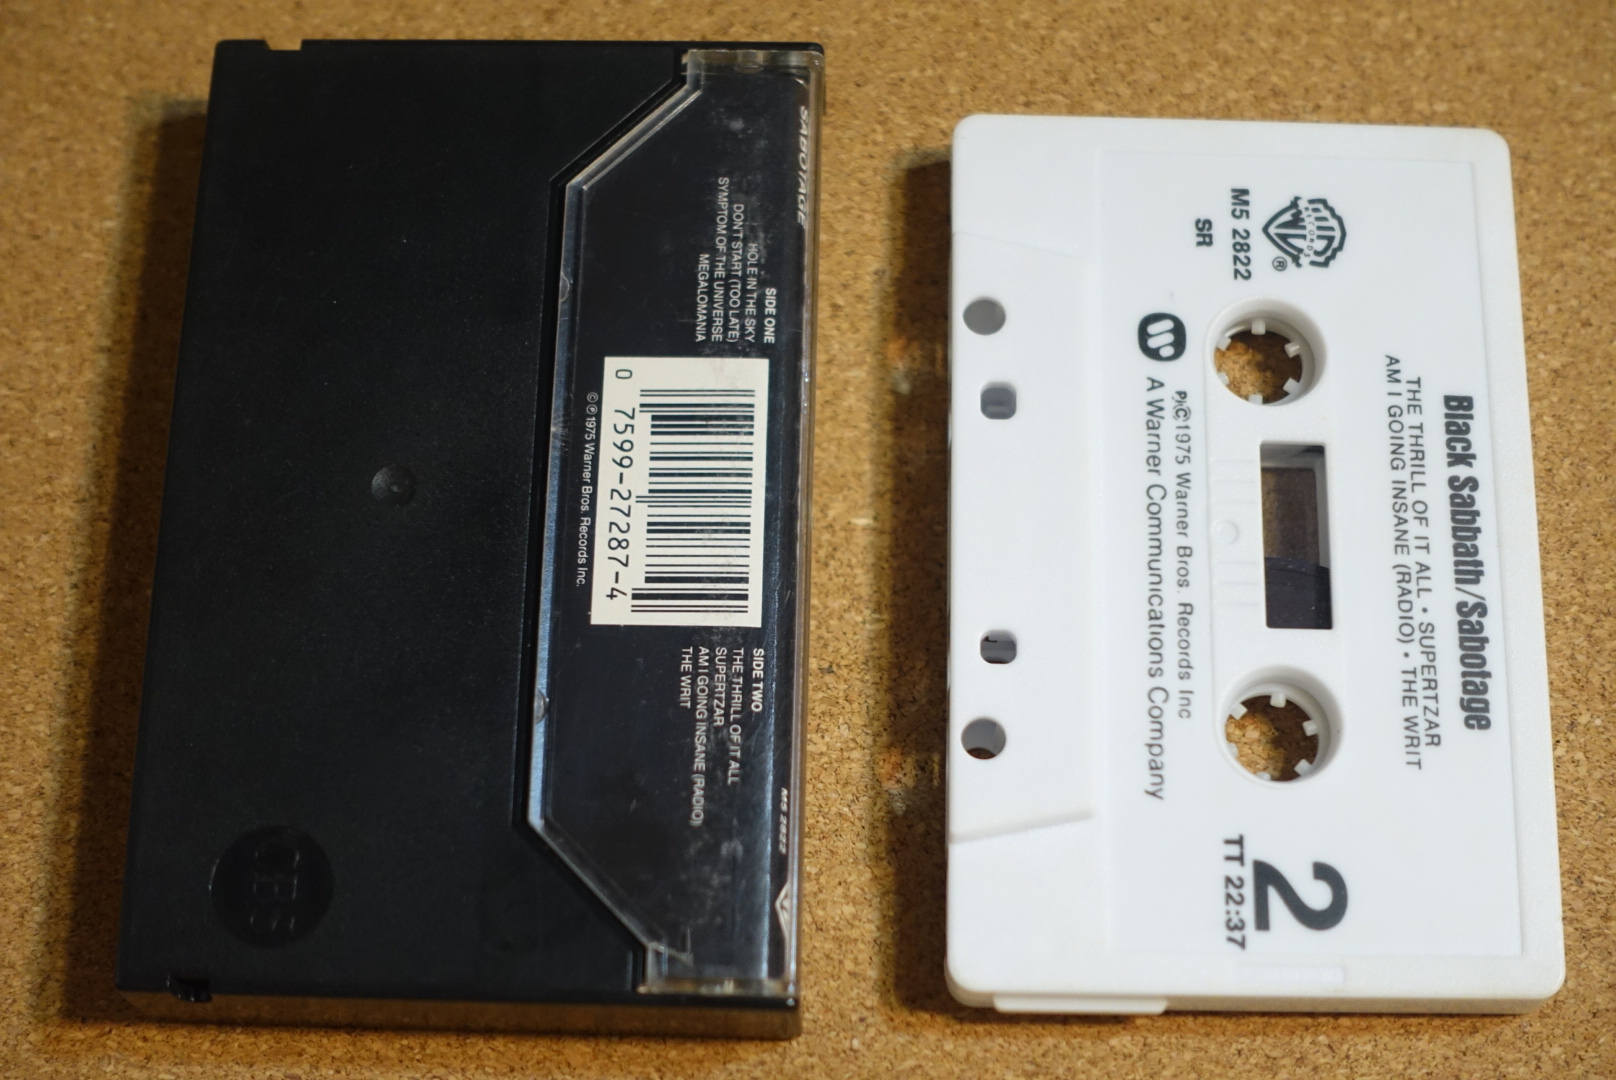 SABOTAGE
SIDE ONE
HOLE IN THE SKY
DON'T START (TOO LATE)
SYMPTOM OF THE UNIVERSE
MEGALOMANIA
0 7599-27287-4
© ℗ 1975 Warner Bros. Records Inc.
SIDE TWO
THE THRILL OF IT ALL
SUPERTZAR
AM I GOING INSANE (RADIO)
THE WRIT
M5 2822
Black Sabbath/Sabotage
THE THRILL OF IT ALL • SUPERTZAR
AM I GOING INSANE (RADIO) • THE WRIT
RECORDS
®
M5 2822
SR
2
TT 22:37
P)(C)1975 Warner Bros. Records Inc
A Warner Communications Company